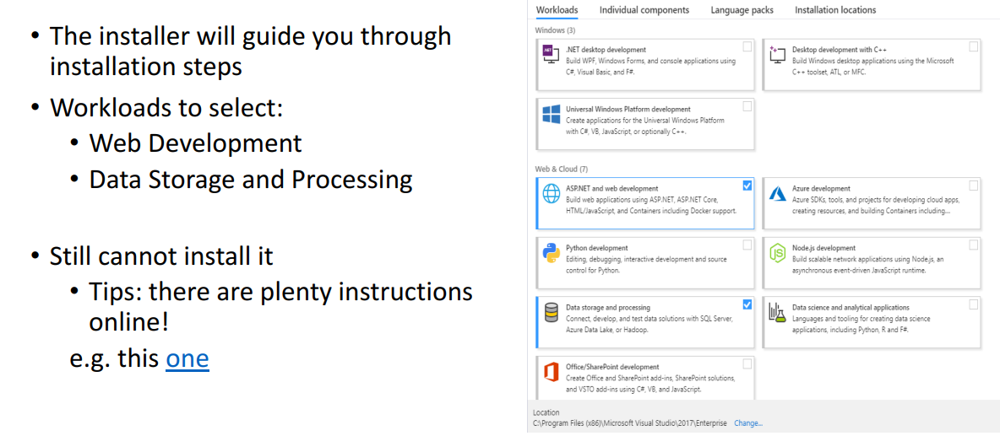 • The installer will guide you through
installation steps
• Workloads to select:
• Web Development
• Data Storage and Processing
• Still cannot install it
• Tips: there are plenty instructions
online!
e.g. this one
Workloads Individual components Language packs Installation locations
Windows (3)
.NET desktop development
Build WPF, Windows Forms, and console applications using
C#, Visual Basic, and F#.
Desktop development with C++
Build Windows desktop applications using the Microsoft
C++ toolset, ATL, or MFC.
Universal Windows Platform development
Create applications for the Universal Windows Platform
with C#, VB, JavaScript, or optionally C++.
Web & Cloud (7)
ASP.NET and web development
Build web applications using ASP.NET, ASP.NET Core,
HTML/JavaScript, and Containers including Docker support.
Azure development
Azure SDKs, tools, and projects for developing cloud apps,
creating resources, and building Containers including...
Python development
Editing, debugging, interactive development and source
control for Python.
Node.js development
Build scalable network applications using Node.js, an
asynchronous event-driven JavaScript runtime.
Data storage and processing
Connect, develop, and test data solutions with SQL Server,
Azure Data Lake, or Hadoop.
Data science and analytical applications
Languages and tooling for creating data science
applications, including Python, R and F#.
Office/SharePoint development
Create Office and SharePoint add-ins, SharePoint solutions,
and VSTO add-ins using C#, VB, and JavaScript.
Location
C:\Program Files (x86)\Microsoft Visual Studio\2017\Enterprise Change...